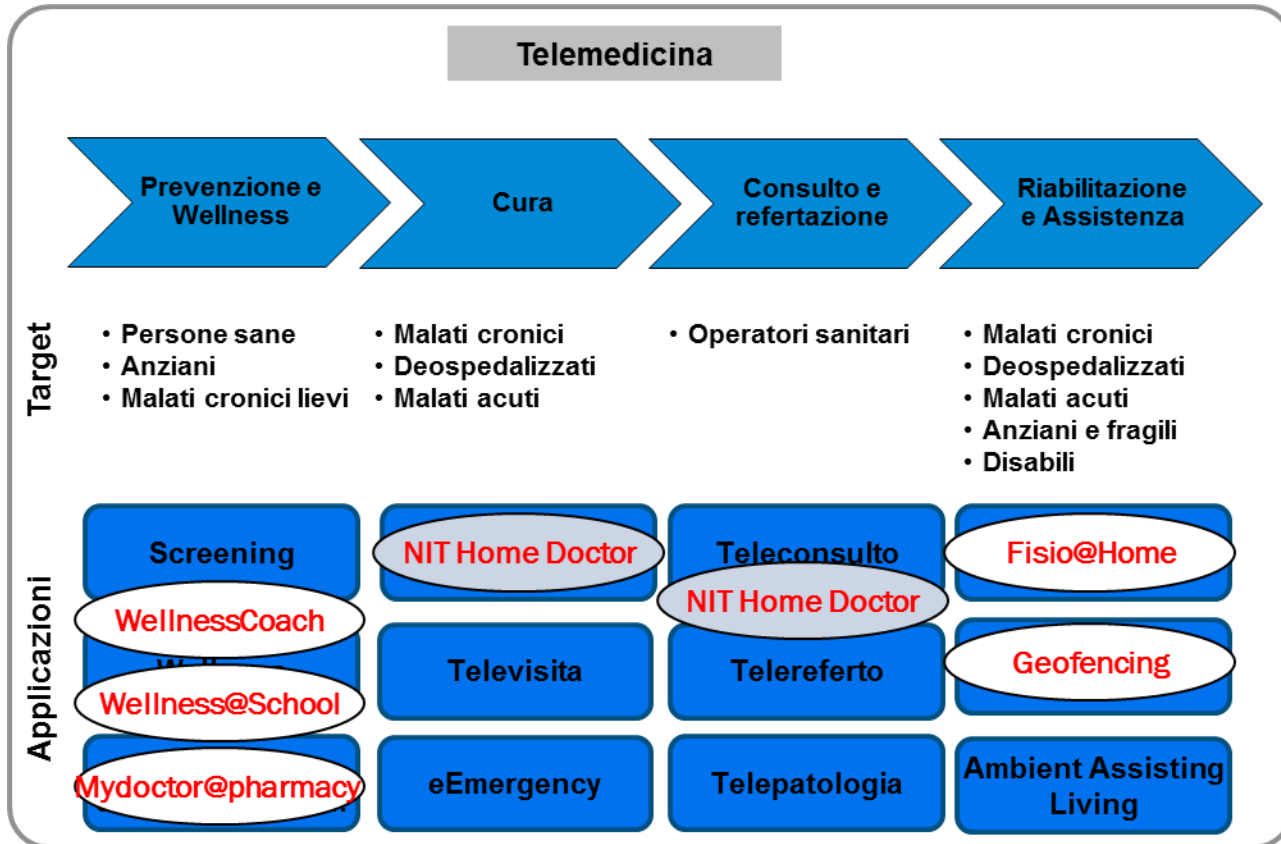 Telemedicina
Prevenzione e
Wellness
Cura
Consulto e
refertazione
Riabilitazione
e Assistenza
Target
• Persone sane
• Anziani
• Malati cronici lievi
• Malati cronici
• Deospedalizzati
• Malati acuti
• Operatori sanitari
• Malati cronici
• Deospedalizzati
• Malati acuti
• Anziani e fragili
• Disabili
Applicazioni
Screening
WellnessCoach
Wellness@School
Mydoctor@pharmacy
NIT Home Doctor
Televisita
eEmergency
Teleconsulto
NIT Home Doctor
Telereferto
Telepatologia
Fisio@Home
Geofencing
Ambient Assisting
Living